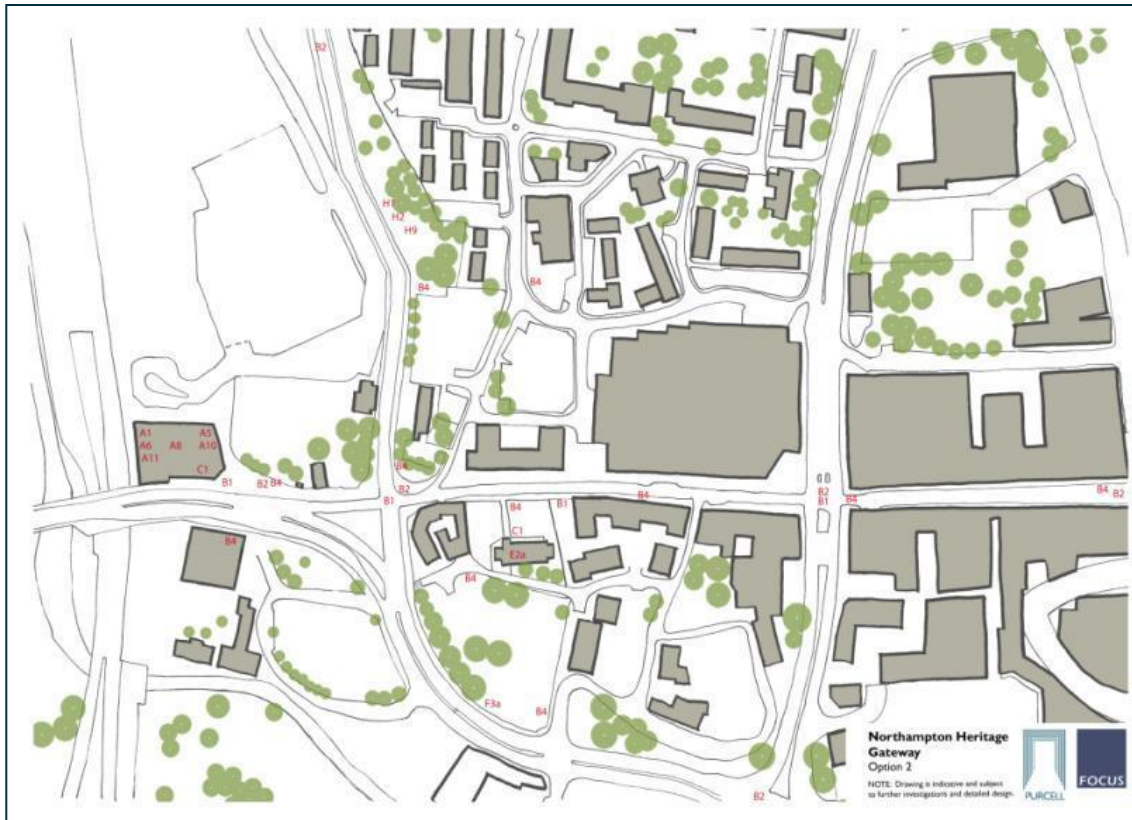 B2
H1
H2
H9
B4
B4
A1 A5
A6 A8 A10
A11
C1
B1
B2 B4
B4
B2
B1
B4
B1
B4
B2
B1
B4
B4
B2
B4
C1
E2a
B4
B4
F3a
B4
B2
Northampton Heritage
Gateway
Option 2
NOTE: Drawing is indicative and subject
to further investigations and detailed design.
PURCELL
FOCUS